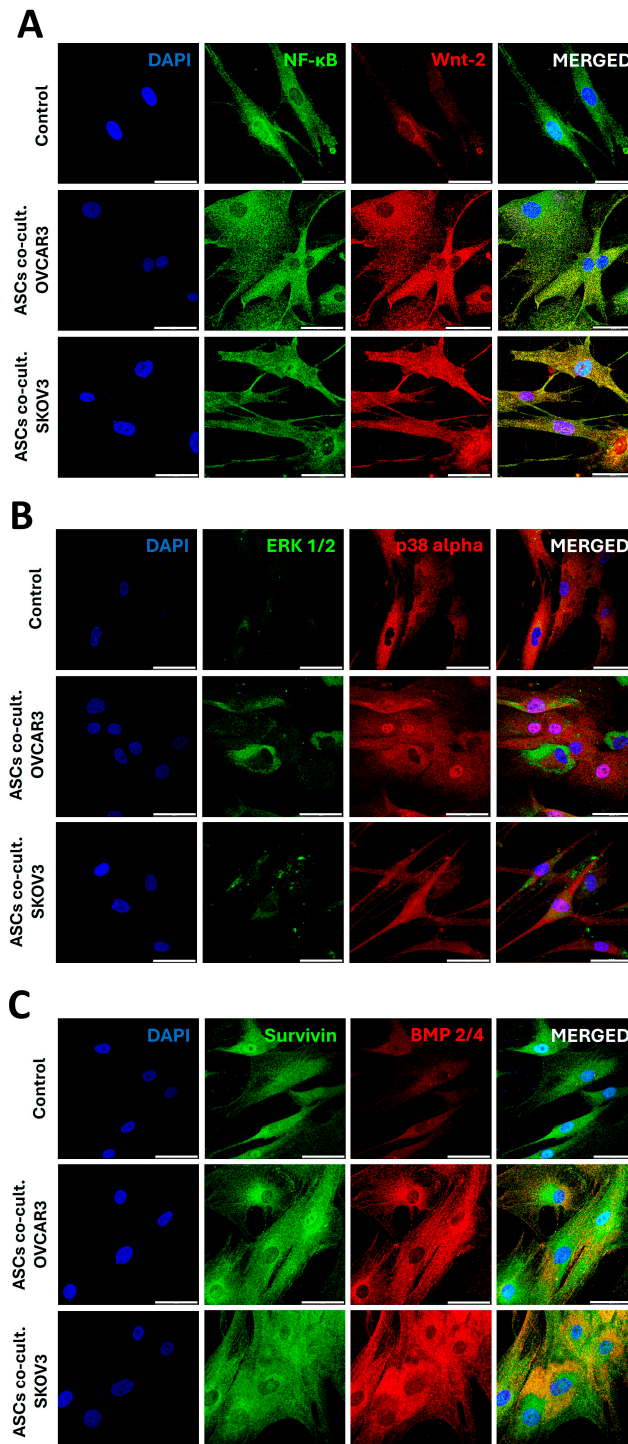 A
DAPI NF-κB Wnt-2 MERGED
Control
ASCs co-cult.
OVCAR3
ASCs co-cult.
SKOV3
B
DAPI ERK 1/2 p38 alpha MERGED
Control
ASCs co-cult.
OVCAR3
ASCs co-cult.
SKOV3
C
DAPI Survivin BMP 2/4 MERGED
Control
ASCs co-cult.
OVCAR3
ASCs co-cult.
SKOV3